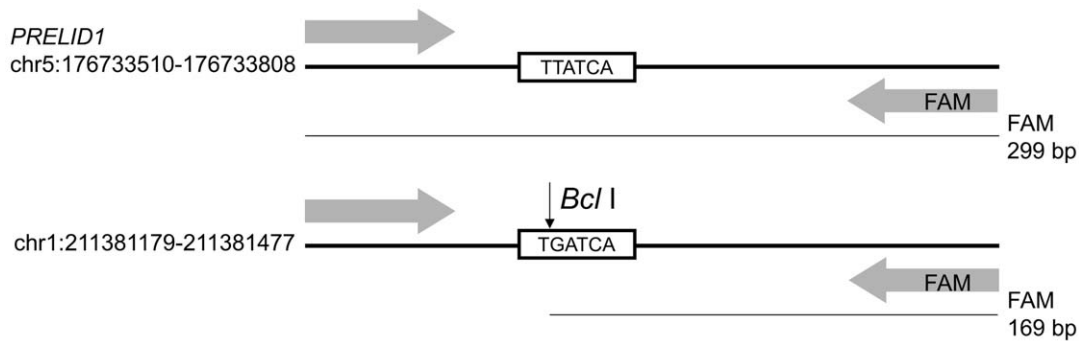 PRELID1
chr5:176733510-176733808
TTATCA
FAM
FAM
299 bp
Bcl I
chr1:211381179-211381477
TGATCA
FAM
FAM
169 bp